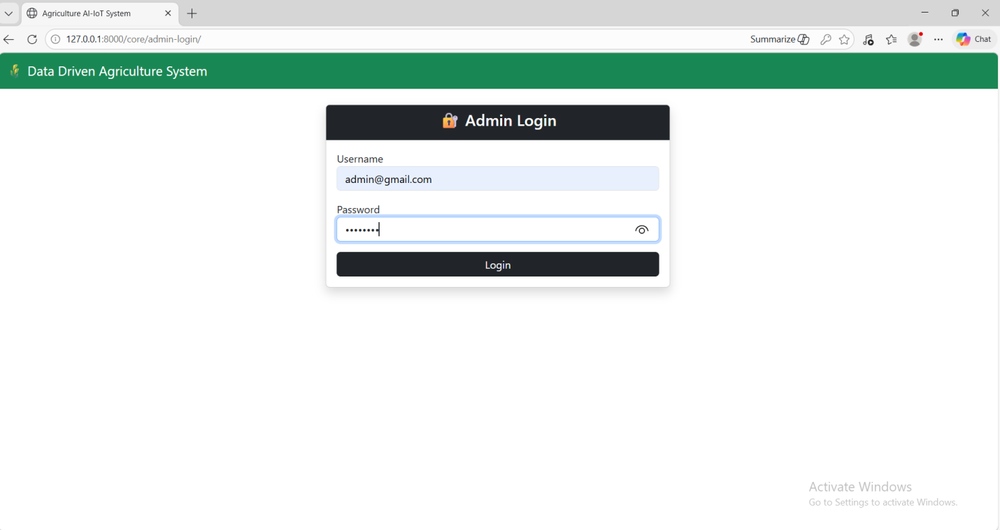 Agriculture AI-IoT System
127.0.0.1:8000/core/admin-login/
Summarize
Chat
Data Driven Agriculture System
Admin Login
Username
admin@gmail.com
Password
••••••••
Login
Activate Windows
Go to Settings to activate Windows.